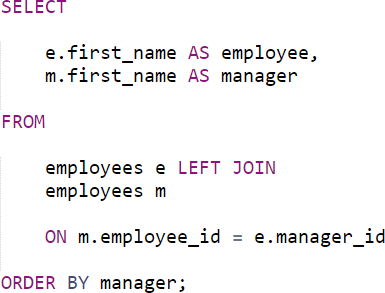 SELECT
e.first_name AS employee,
m.first_name AS manager
FROM
employees e LEFT JOIN
employees m
ON m.employee_id = e.manager_id
ORDER BY manager;